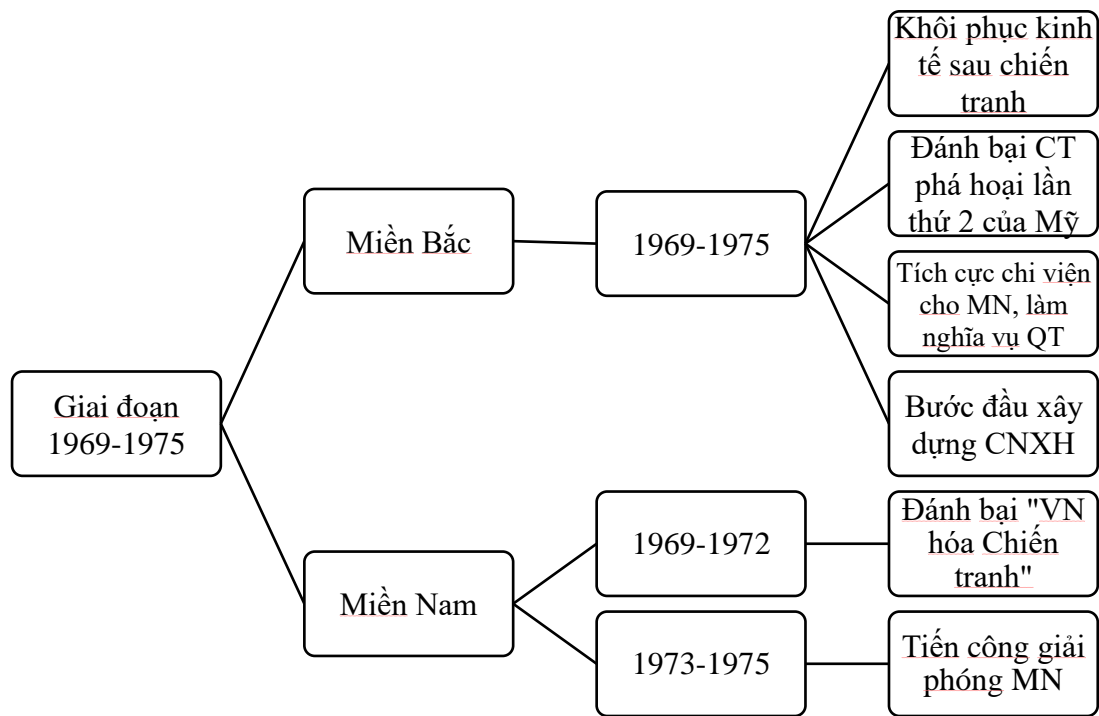 Giai đoạn
1969-1975
Miền Bắc
1969-1975
Khôi phục kinh
tế sau chiến
tranh
Đánh bại CT
phá hoại lần
thứ 2 của Mỹ
Tích cực chi viện
cho MN, làm
nghĩa vụ QT
Bước đầu xây
dựng CNXH
Miền Nam
1969-1972
Đánh bại "VN
hóa Chiến
tranh"
1973-1975
Tiến công giải
phóng MN